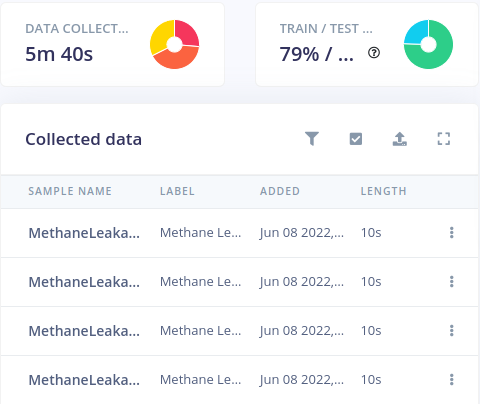 DATA COLLECT...
5m 40s
TRAIN / TEST ...
79% / ...
Collected data
SAMPLE NAME LABEL ADDED LENGTH
MethaneLeaka... Methane Le... Jun 08 2022,... 10s
MethaneLeaka... Methane Le... Jun 08 2022,... 10s
MethaneLeaka... Methane Le... Jun 08 2022,... 10s
MethaneLeaka... Methane Le... Jun 08 2022,... 10s